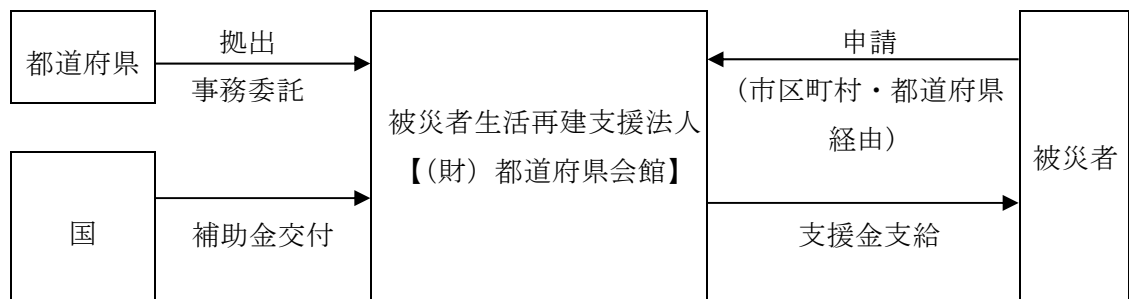 都道府県
拠出
事務委託
国
補助金交付
被災者生活再建支援法人
【(財)都道府県会館】
申請
(市区町村・都道府県
経由)
支援金支給
被災者